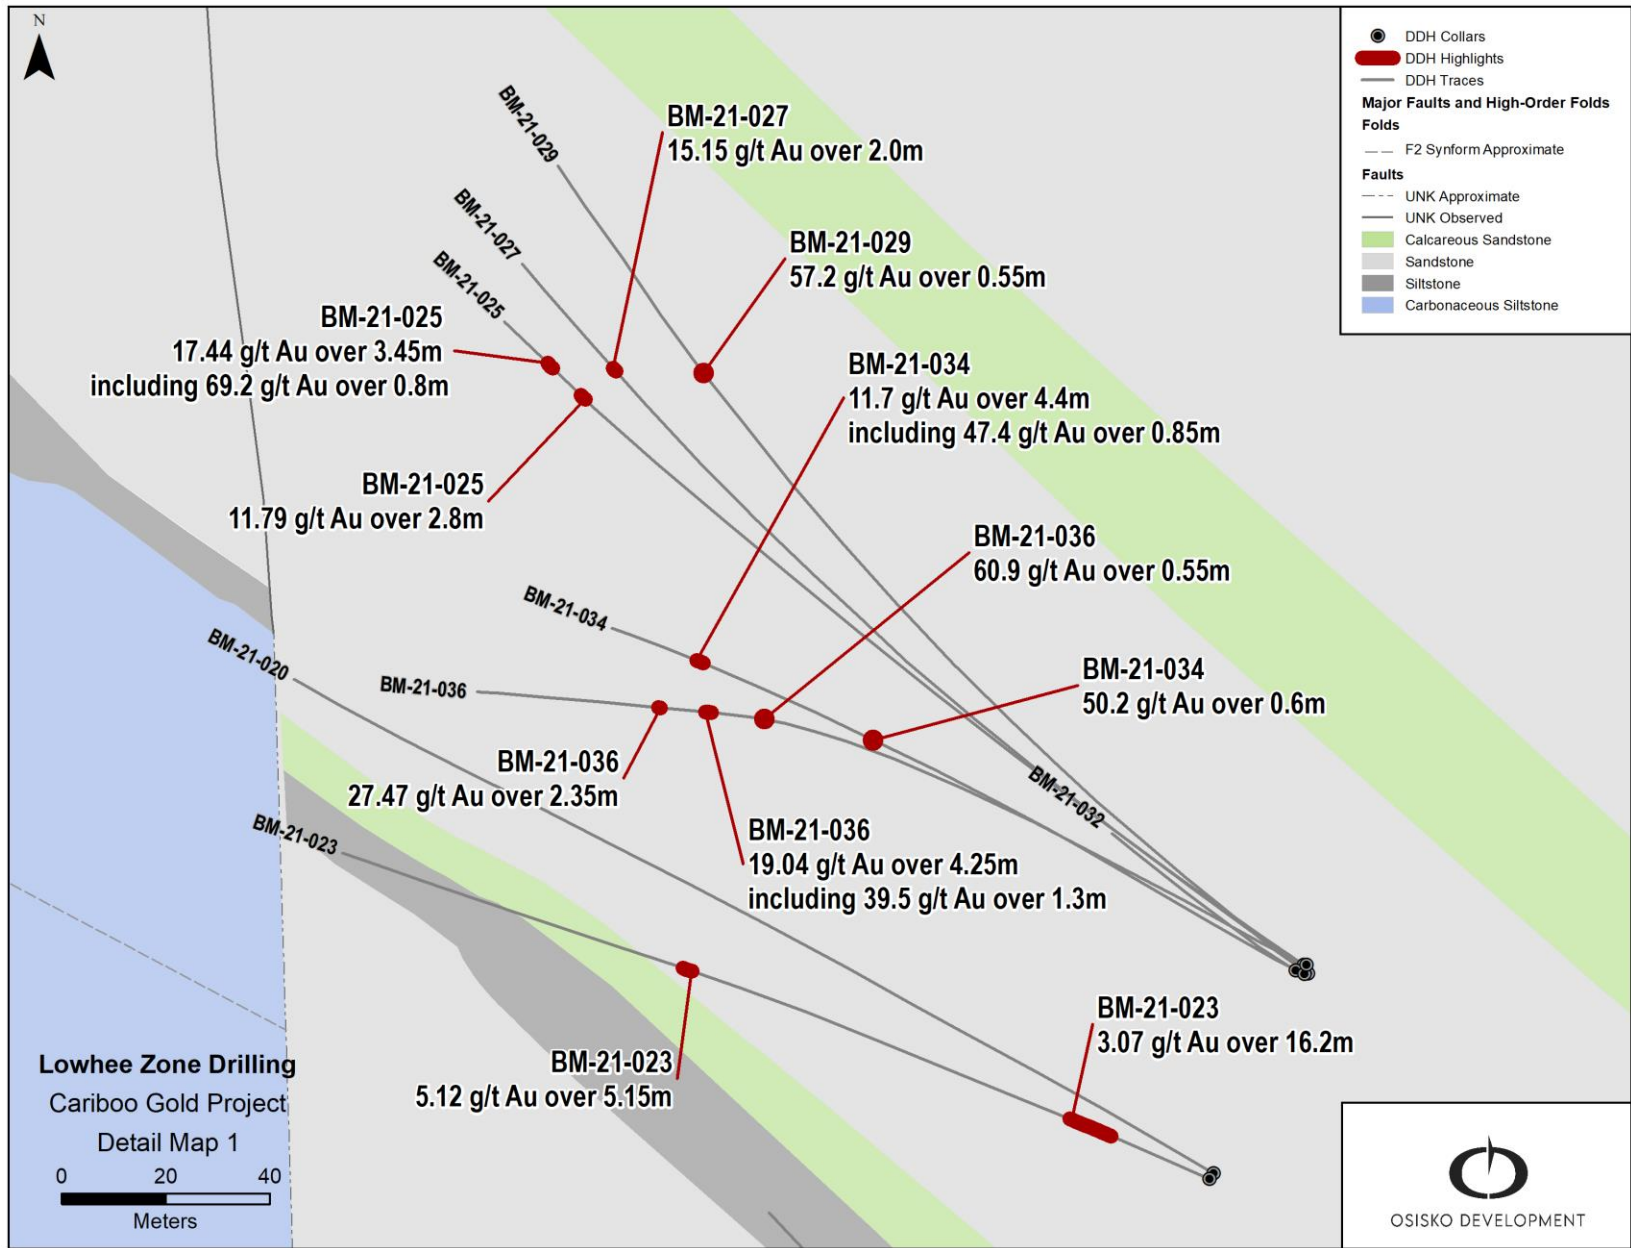 N
DDH Collars
DDH Highlights
DDH Traces
Major Faults and High-Order Folds
Folds
F2 Synform Approximate
Faults
UNK Approximate
UNK Observed
Calcareous Sandstone
Sandstone
Siltstone
Carbonaceous Siltstone
BM-21-029
BM-21-027
15.15 g/t Au over 2.0m
BM-21-027
BM-21-029
57.2 g/t Au over 0.55m
BM-21-025
BM-21-025
17.44 g/t Au over 3.45m
including 69.2 g/t Au over 0.8m
BM-21-034
11.7 g/t Au over 4.4m
including 47.4 g/t Au over 0.85m
BM-21-025
11.79 g/t Au over 2.8m
BM-21-036
60.9 g/t Au over 0.55m
BM-21-034
BM-21-020
BM-21-036
BM-21-034
50.2 g/t Au over 0.6m
BM-21-036
27.47 g/t Au over 2.35m
BM-21-032
BM-21-023
BM-21-036
19.04 g/t Au over 4.25m
including 39.5 g/t Au over 1.3m
BM-21-023
3.07 g/t Au over 16.2m
BM-21-023
5.12 g/t Au over 5.15m
Lowhee Zone Drilling
Cariboo Gold Project
Detail Map 1
0 20 40
Meters
OSISKO DEVELOPMENT